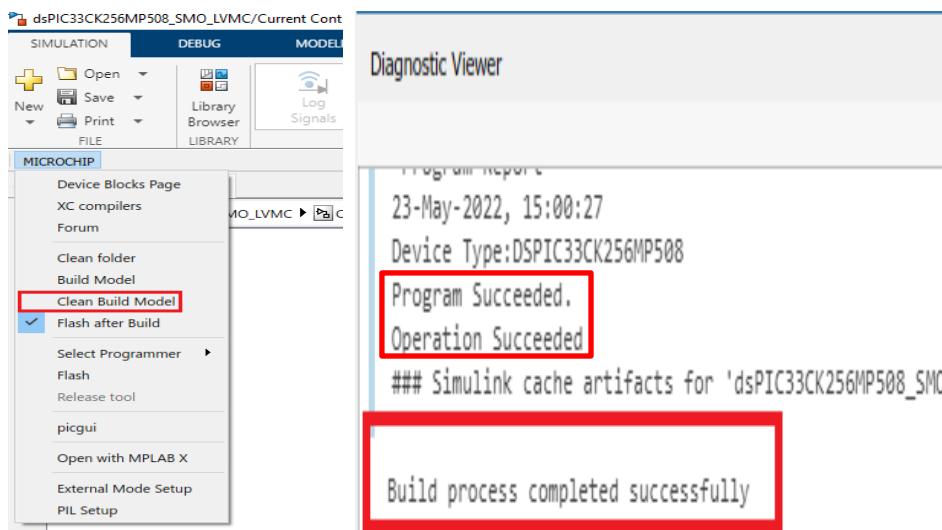 dsPIC33CK256MP508_SMO_LVMC/Current Cont
SIMULATION DEBUG MODELI
New
Open
Save
Print
FILE
Library
Browser
LIBRARY
Log
Signals
MICROCHIP
MO_LVMC
Device Blocks Page
XC compilers
Forum
Clean folder
Build Model
Clean Build Model
Flash after Build
Select Programmer
Flash
Release tool
picgui
Open with MPLAB X
External Mode Setup
PIL Setup
Diagnostic Viewer
Program Report
23-May-2022, 15:00:27
Device Type:DSPIC33CK256MP508
Program Succeeded.
Operation Succeeded
### Simulink cache artifacts for 'dsPIC33CK256MP508_SMO
Build process completed successfully